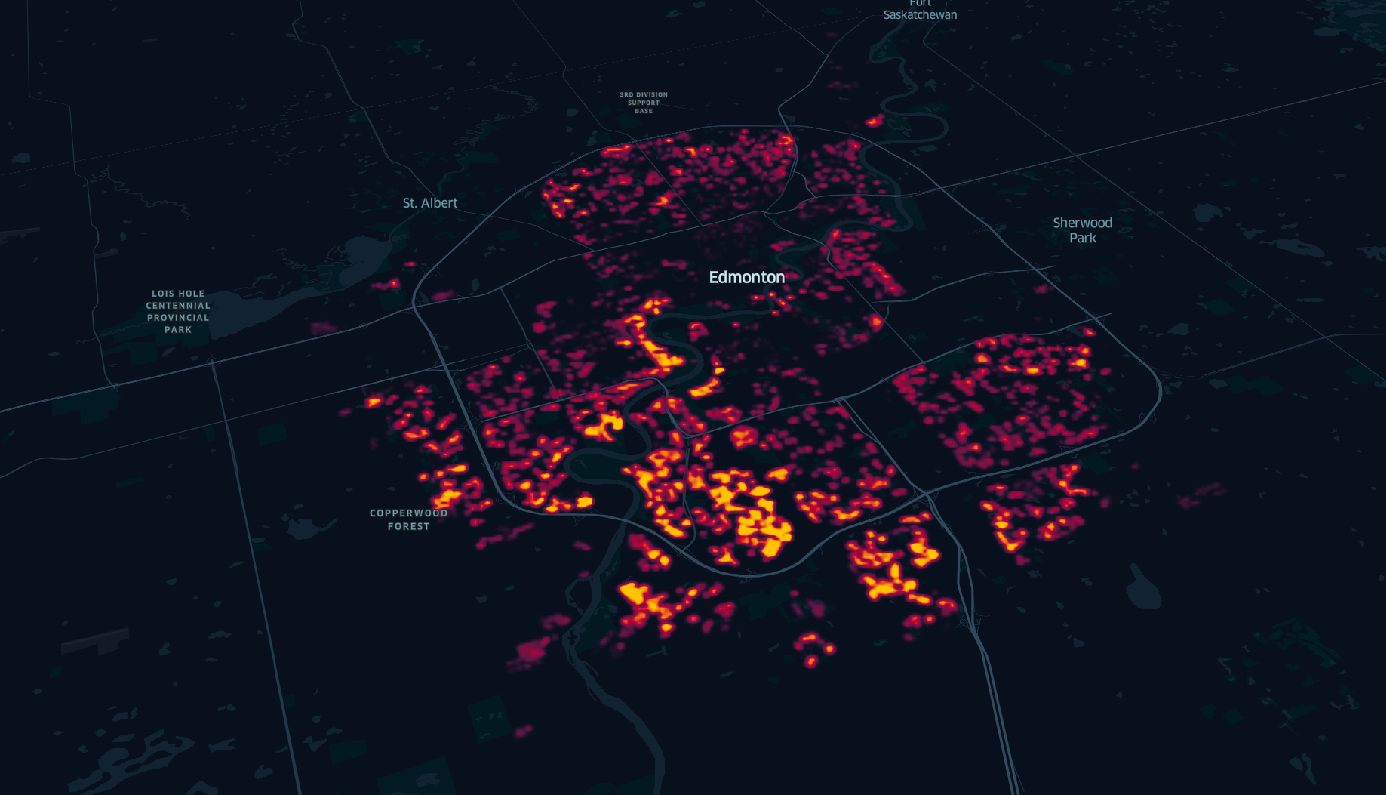 Fort
Saskatchewan
3RD DIVISION
SUPPORT
BASE
St. Albert
Sherwood
Park
Edmonton
LOIS HOLE
CENTENNIAL
PROVINCIAL
PARK
COPPERWOOD
FOREST